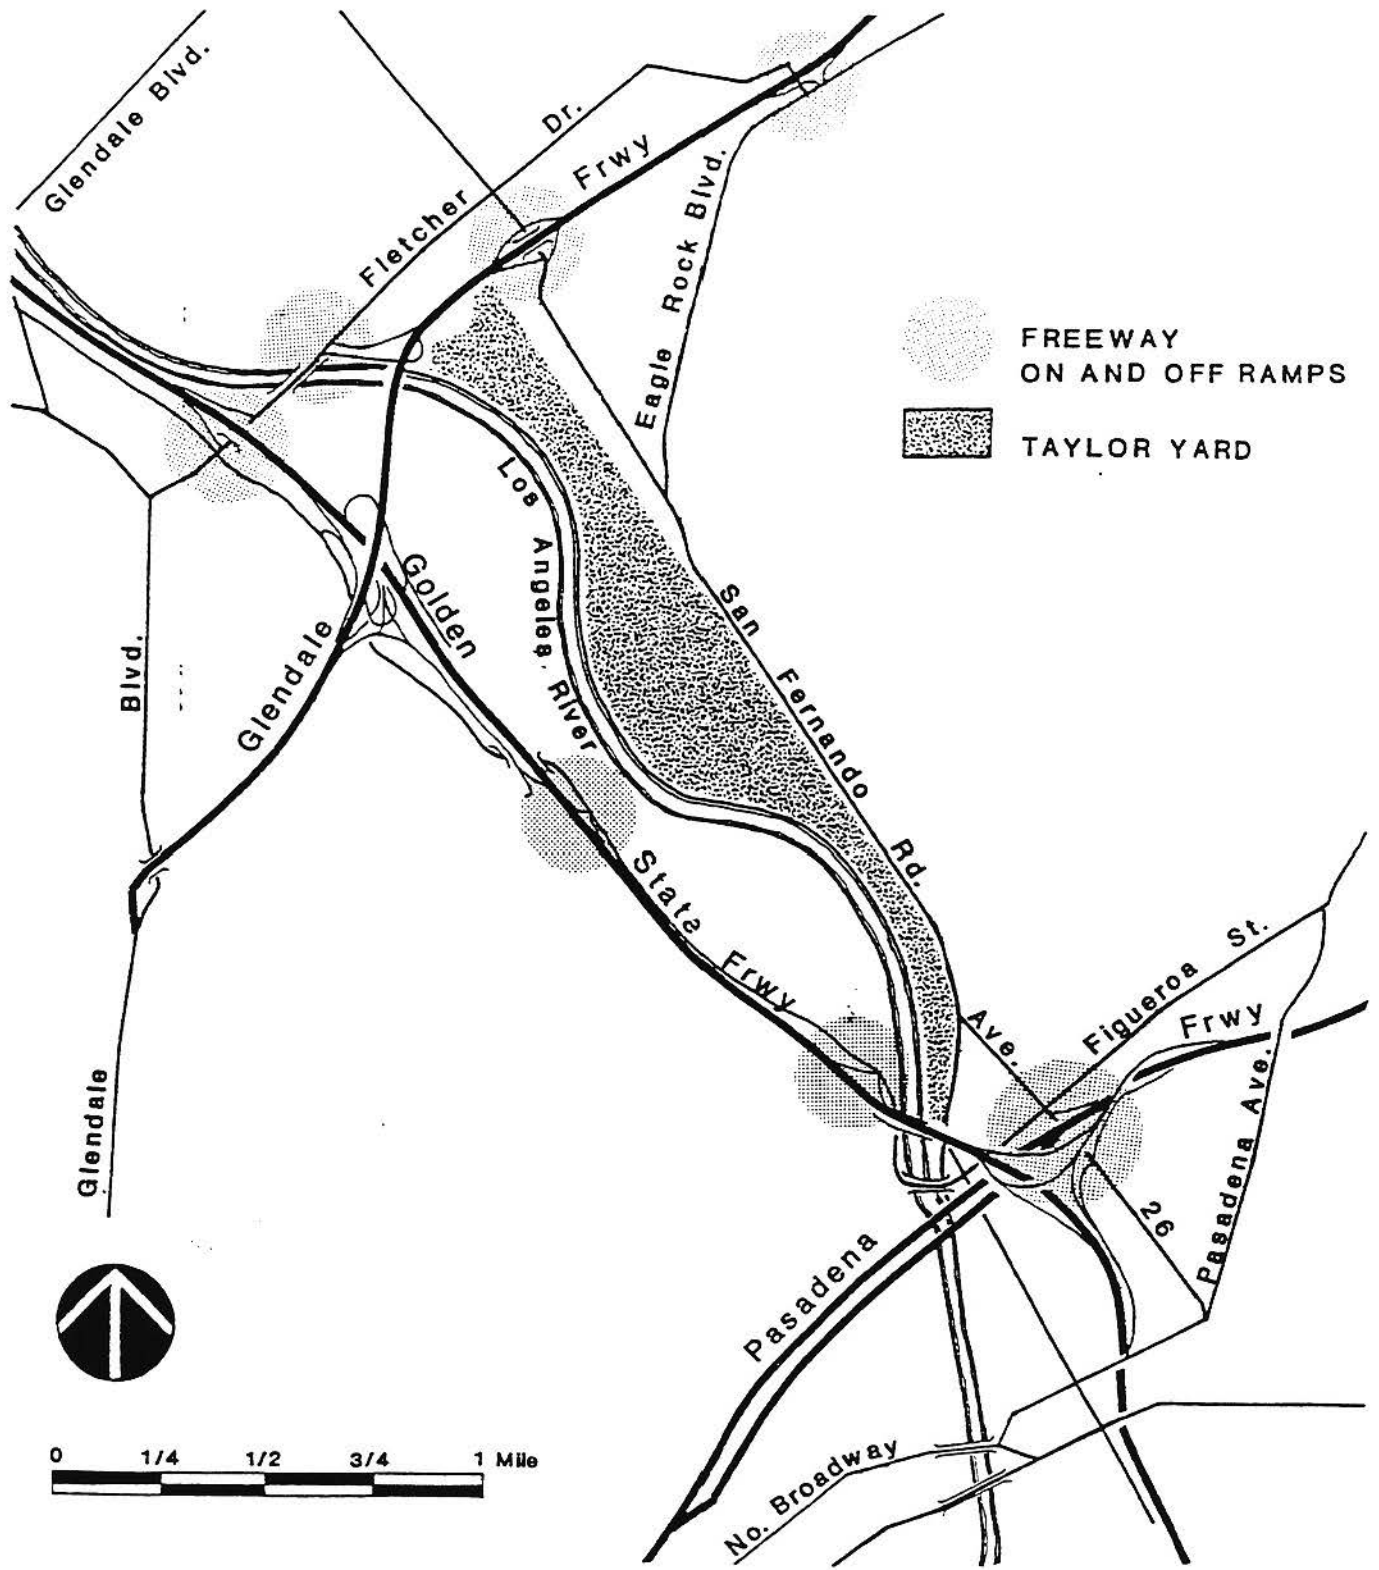 Glendale Blvd.
Fletcher Dr.
Frwy
Eagle Rock Blvd.
FREEWAY
ON AND OFF RAMPS
TAYLOR YARD
Los Angeles River
Golden State Frwy
Glendale
Blvd.
San Fernando Rd.
Figueroa St.
Frwy
Ave.
Pasadena Ave.
26
Glendale
Pasadena
No. Broadway
0 1/4 1/2 3/4 1 Mile